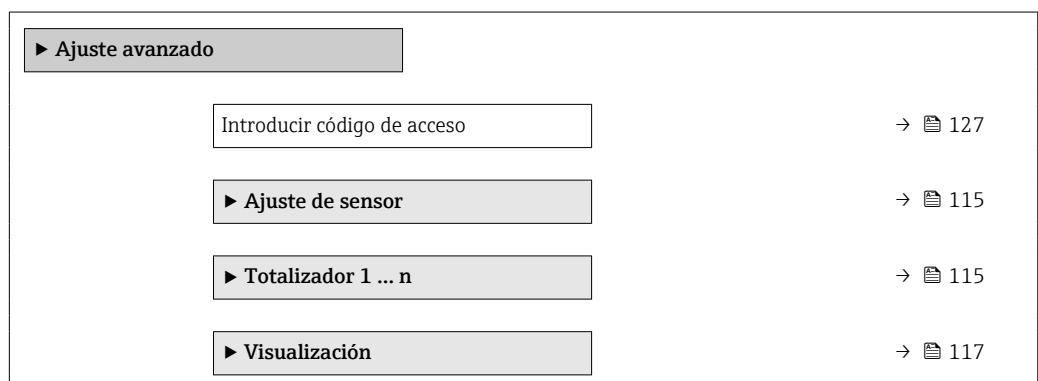 ▶ Ajuste avanzado
Introducir código de acceso → 127
▶ Ajuste de sensor → 115
▶ Totalizador 1 … n → 115
▶ Visualización → 117